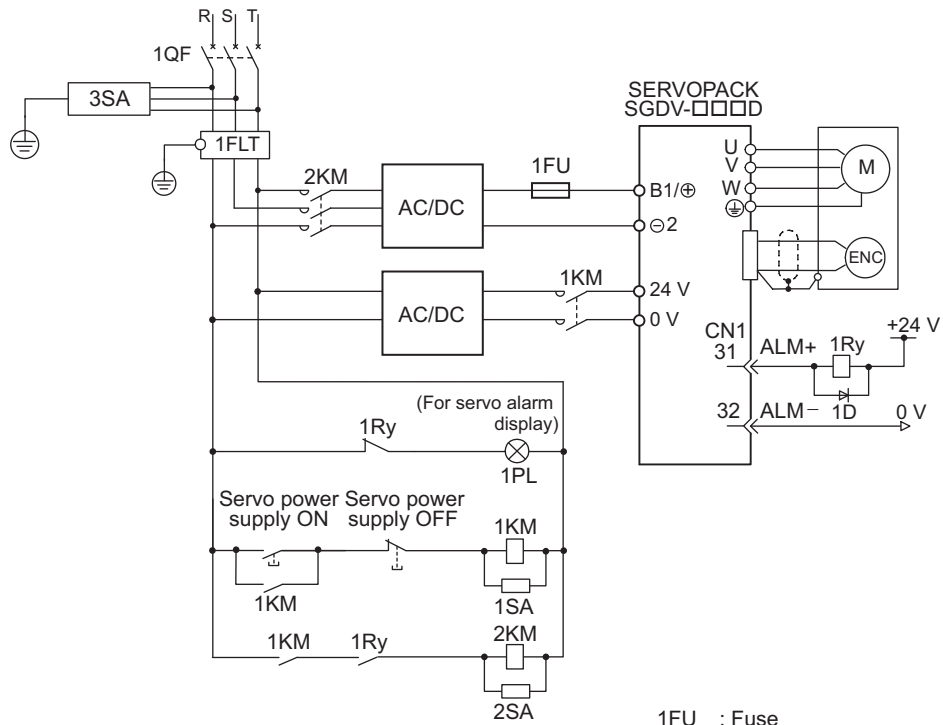 R S T
1QF
3SA
1FLT
2KM
AC/DC
1FU
SERVOPACK
SGDV-□□□D
B1/⊕
⊖2
U
V
W
M
ENC
AC/DC
1KM
24 V
0 V
CN1
31
ALM+
1Ry
+24 V
1D
32
ALM−
0 V
(For servo alarm
display)
1Ry
1PL
Servo power
supply ON
Servo power
supply OFF
1KM
1KM
1SA
1KM
1Ry
2KM
2SA
1FU : Fuse